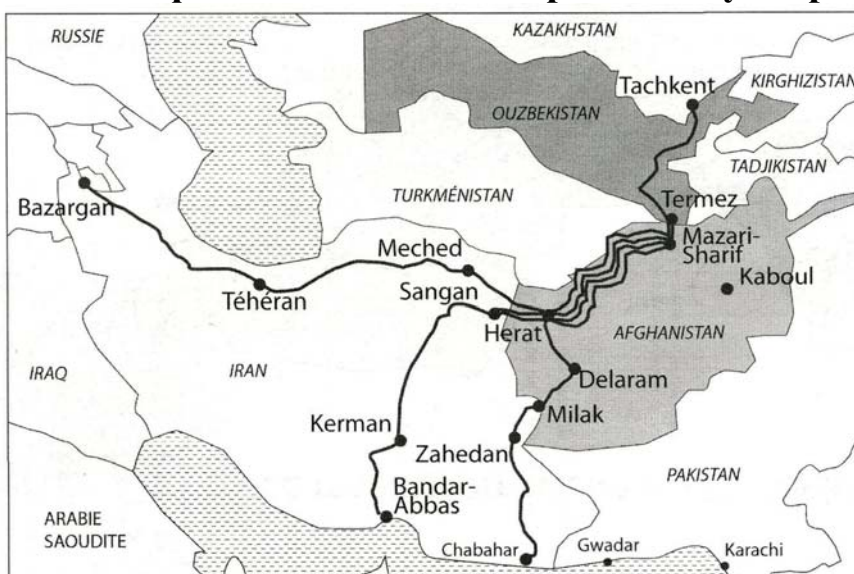 RUSSIE
KAZAKHSTAN
Tachkent
KIRGHIZISTAN
OUZBEKISTAN
TADJIKISTAN
Bazargan
TURKMÉNISTAN
Termez
Meched
Mazari-
Sharif
Kaboul
Téhéran
Sangan
Herat
AFGHANISTAN
IRAQ
IRAN
Delaram
Milak
Kerman
Zahedan
PAKISTAN
Bandar-
Abbas
ARABIE
SAOUDITE
Chabahar
Gwadar
Karachi